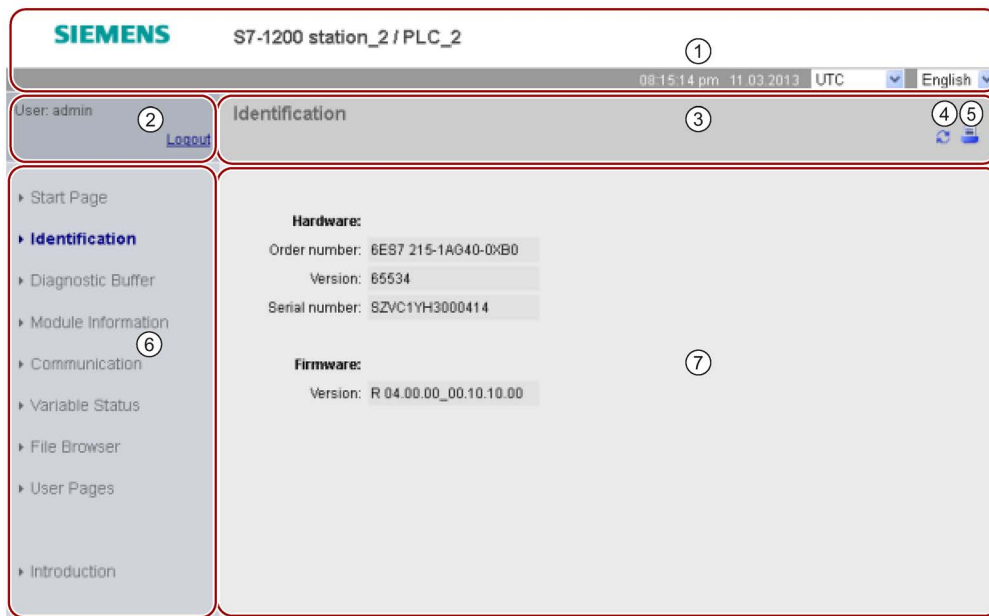 SIEMENS
S7-1200 station_2 / PLC_2
1
08:15:14 pm 11.03.2013 UTC English
User: admin
2
Logout
Identification
3
4 5
Start Page
Identification
Diagnostic Buffer
Module Information
6
Communication
Variable Status
File Browser
User Pages
Introduction
Hardware:
Order number: 6ES7 215-1AG40-0XB0
Version: 65534
Serial number: SZVC1YH3000414
Firmware:
7
Version: R 04.00.00_00.10.10.00